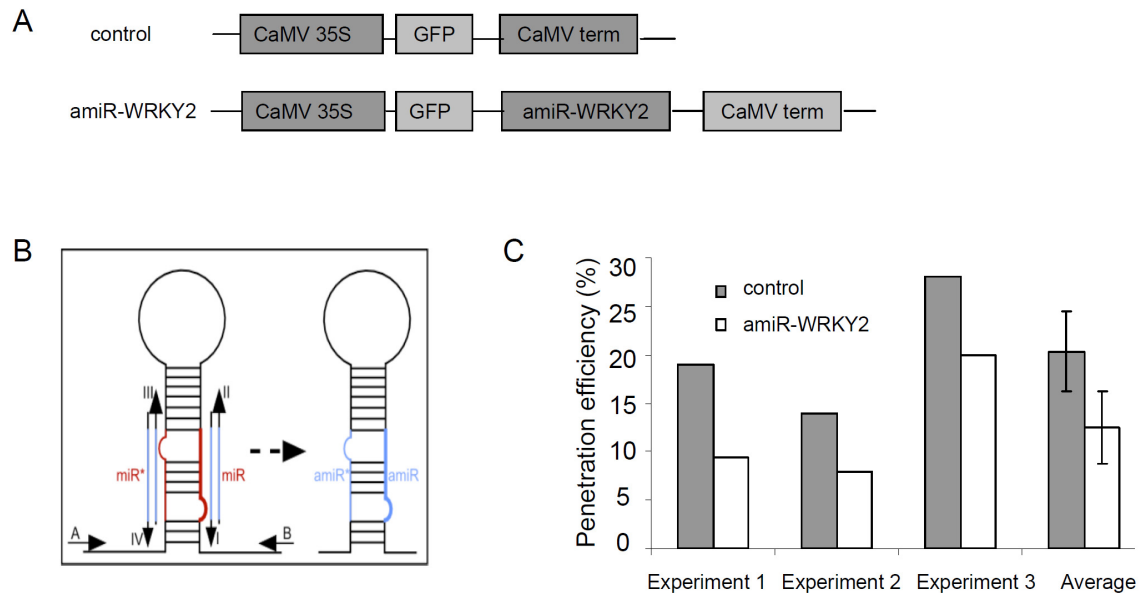 A
control CaMV 35S GFP CaMV term
amiR-WRKY2 CaMV 35S GFP amiR-WRKY2 CaMV term
B
III II
miR* miR amiR* amiR
A IV I B
C
Penetration efficiency (%)
30
25
20
15
10
5
0
control
amiR-WRKY2
Experiment 1 Experiment 2 Experiment 3 Average